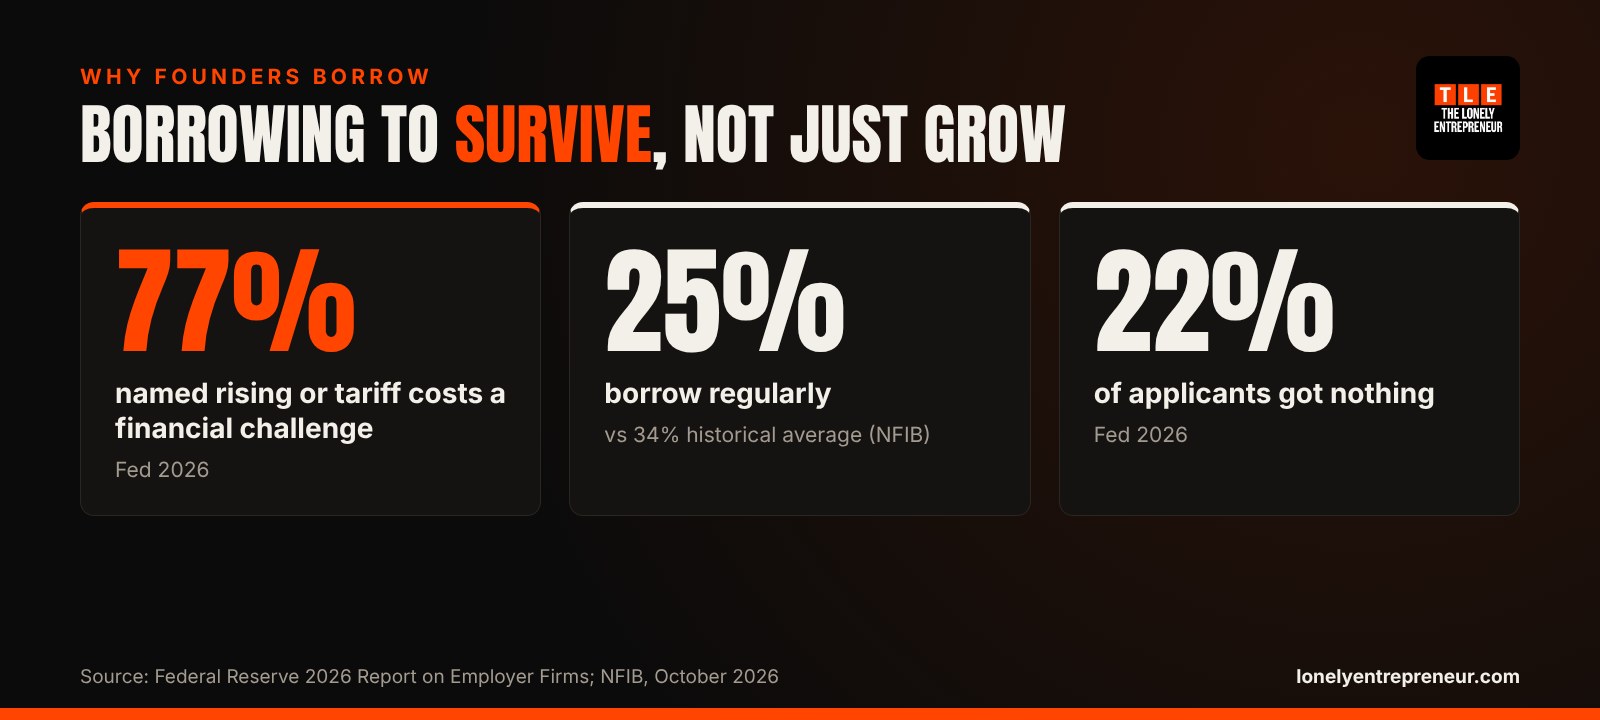 WHY FOUNDERS BORROW
BORROWING TO SURVIVE, NOT JUST GROW
TLE
THE LONELY
ENTREPRENEUR
77%
named rising or tariff costs a
financial challenge
Fed 2026
25%
borrow regularly
vs 34% historical average (NFIB)
22%
of applicants got nothing
Fed 2026
Source: Federal Reserve 2026 Report on Employer Firms; NFIB, October 2026
lonelyentrepreneur.com